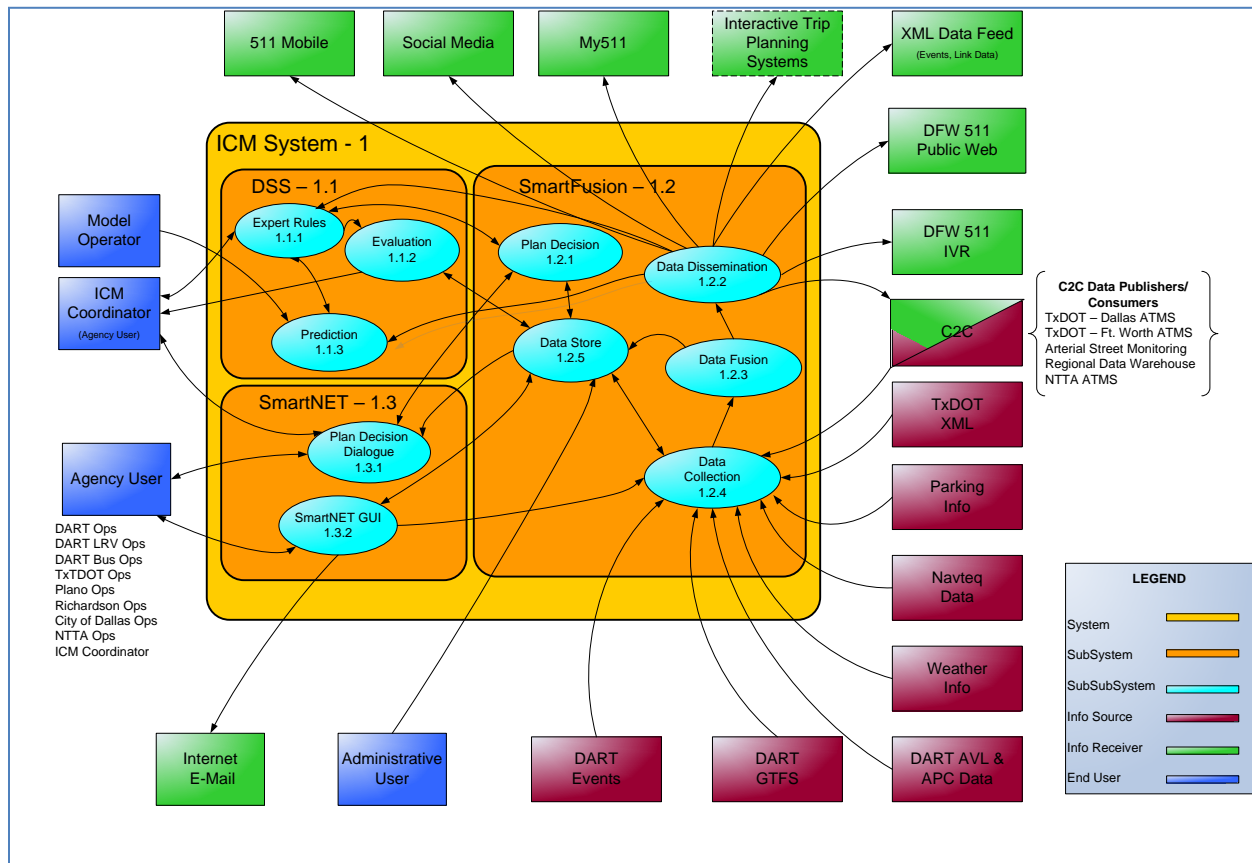 511 Mobile
Social Media
My511
Interactive Trip
Planning
Systems
XML Data Feed
(Events, Link Data)
ICM System - 1
DFW 511
Public Web
DSS – 1.1
SmartFusion – 1.2
Model
Operator
Expert Rules
1.1.1
Evaluation
1.1.2
Plan Decision
1.2.1
Data Dissemination
1.2.2
DFW 511
IVR
ICM
Coordinator
(Agency User)
Prediction
1.1.3
Data Store
1.2.5
Data Fusion
1.2.3
C2C
C2C Data Publishers/
Consumers
TxDOT – Dallas ATMS
TxDOT – Ft. Worth ATMS
Arterial Street Monitoring
Regional Data Warehouse
NTTA ATMS
SmartNET – 1.3
TxDOT
XML
Plan Decision
Dialogue
1.3.1
Data
Collection
1.2.4
Agency User
Parking
Info
SmartNET GUI
1.3.2
DART Ops
DART LRV Ops
DART Bus Ops
TxTDOT Ops
Plano Ops
Richardson Ops
City of Dallas Ops
NTTA Ops
ICM Coordinator
Navteq
Data
Weather
Info
LEGEND
System
SubSystem
SubSubSystem
Info Source
Info Receiver
End User
Internet
E-Mail
Administrative
User
DART
Events
DART
GTFS
DART AVL &
APC Data